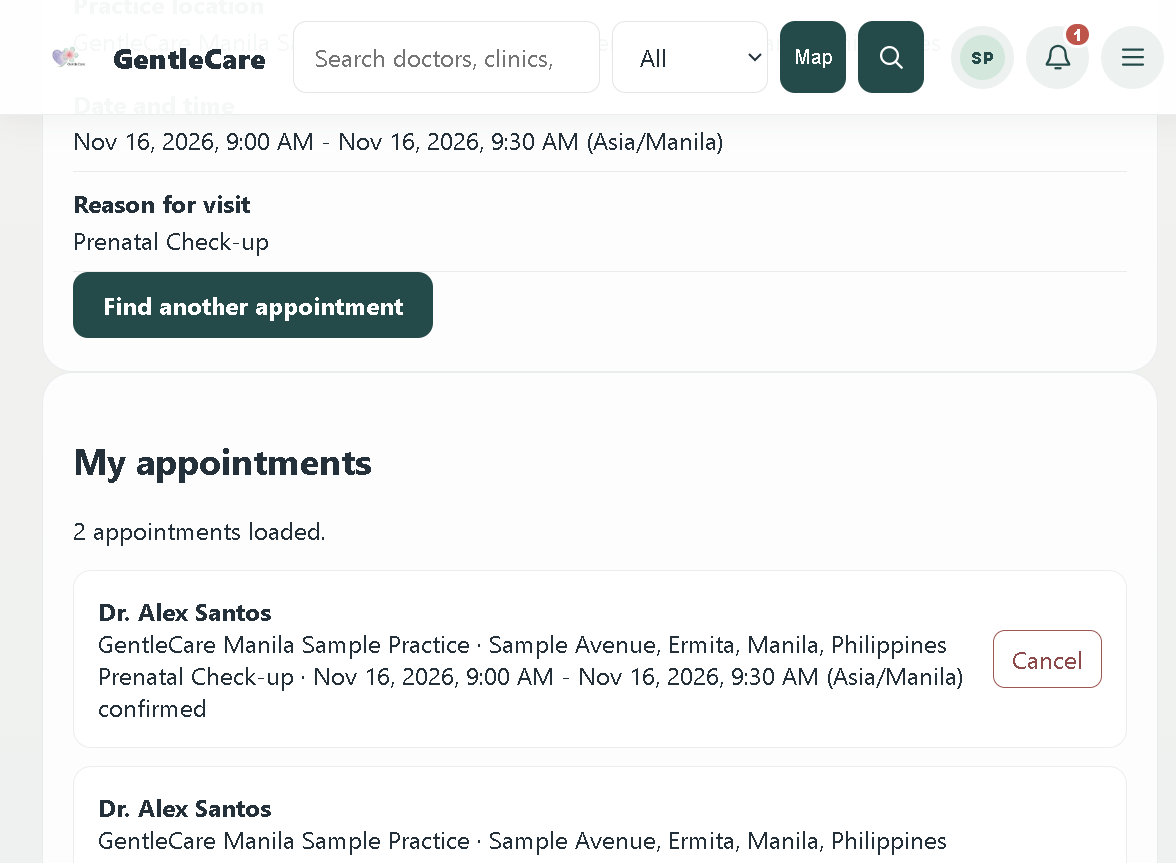 Practice location
GentleCare
Search doctors, clinics,
All
Map
SP
1
Date and time
Nov 16, 2026, 9:00 AM - Nov 16, 2026, 9:30 AM (Asia/Manila)
Reason for visit
Prenatal Check-up
Find another appointment
My appointments
2 appointments loaded.
Dr. Alex Santos
GentleCare Manila Sample Practice · Sample Avenue, Ermita, Manila, Philippines
Prenatal Check-up · Nov 16, 2026, 9:00 AM - Nov 16, 2026, 9:30 AM (Asia/Manila)
confirmed
Cancel
Dr. Alex Santos
GentleCare Manila Sample Practice · Sample Avenue, Ermita, Manila, Philippines